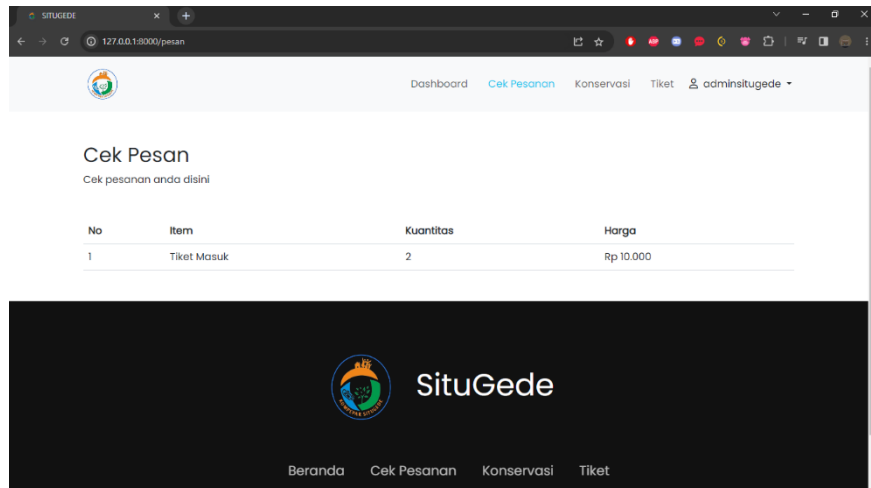 SITUGEDE
127.0.0.1:8000/pesan
Dashboard Cek Pesanan Konservasi Tiket adminsitugede
Cek Pesan
Cek pesanan anda disini
No Item Kuantitas Harga
1 Tiket Masuk 2 Rp 10.000
SituGede
Beranda Cek Pesanan Konservasi Tiket